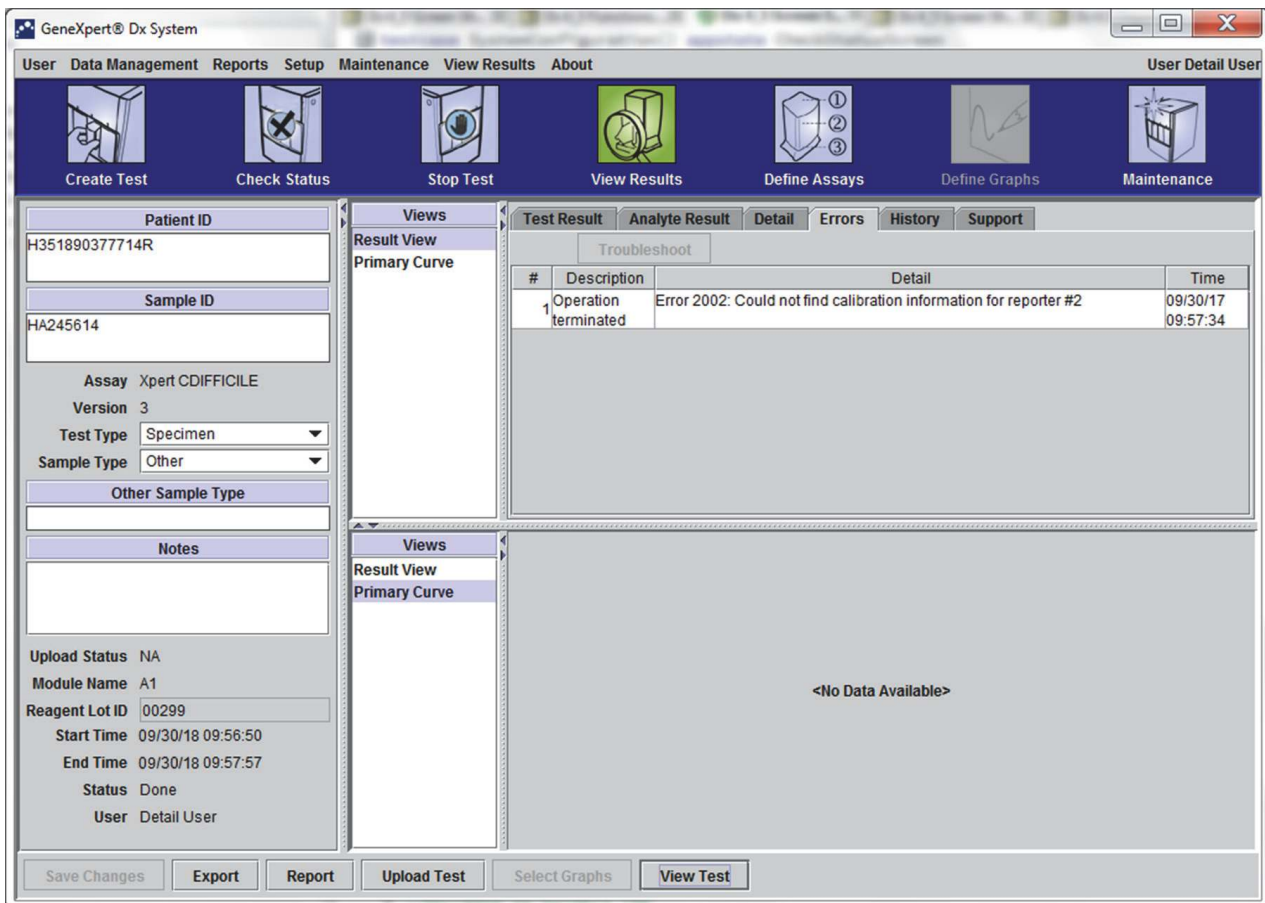 GeneXpert® Dx System
User Data Management Reports Setup Maintenance View Results About User Detail User
Create Test Check Status Stop Test View Results Define Assays Define Graphs Maintenance
Patient ID
H351890377714R
Sample ID
HA245614
Assay Xpert CDIFFICILE
Version 3
Test Type Specimen
Sample Type Other
Other Sample Type
Notes
Upload Status NA
Module Name A1
Reagent Lot ID 00299
Start Time 09/30/18 09:56:50
End Time 09/30/18 09:57:57
Status Done
User Detail User
Views
Result View
Primary Curve
Test Result Analyte Result Detail Errors History Support
Troubleshoot
# Description Detail Time
1 Operation terminated Error 2002: Could not find calibration information for reporter #2 09/30/17 09:57:34
Views
Result View
Primary Curve
<No Data Available>
Save Changes Export Report Upload Test Select Graphs View Test